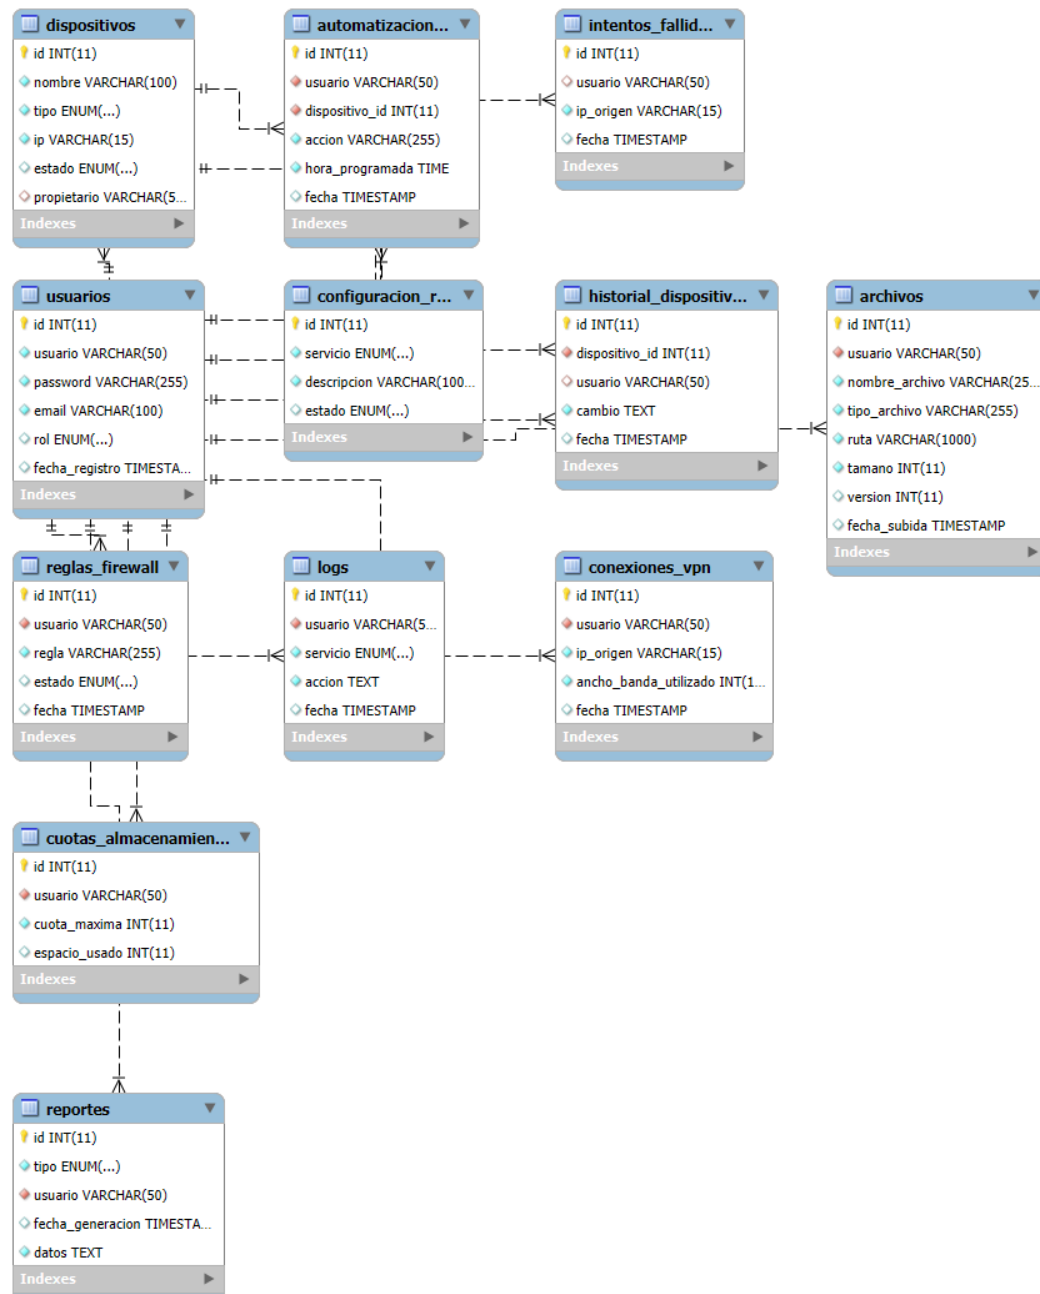 dispositivos
id INT(11)
nombre VARCHAR(100)
tipo ENUM(...)
ip VARCHAR(15)
estado ENUM(...)
propietario VARCHAR(5...
Indexes
automatizacion...
id INT(11)
usuario VARCHAR(50)
dispositivo_id INT(11)
accion VARCHAR(255)
hora_programada TIME
fecha TIMESTAMP
Indexes
intentos_fallid...
id INT(11)
usuario VARCHAR(50)
ip_origen VARCHAR(15)
fecha TIMESTAMP
Indexes
usuarios
id INT(11)
usuario VARCHAR(50)
password VARCHAR(255)
email VARCHAR(100)
rol ENUM(...)
fecha_registro TIMESTA...
Indexes
configuracion_r...
id INT(11)
servicio ENUM(...)
descripcion VARCHAR(100...
estado ENUM(...)
Indexes
historial_dispositiv...
id INT(11)
dispositivo_id INT(11)
usuario VARCHAR(50)
cambio TEXT
fecha TIMESTAMP
Indexes
archivos
id INT(11)
usuario VARCHAR(50)
nombre_archivo VARCHAR(25...
tipo_archivo VARCHAR(255)
ruta VARCHAR(1000)
tamano INT(11)
version INT(11)
fecha_subida TIMESTAMP
Indexes
reglas_firewall
id INT(11)
usuario VARCHAR(50)
regla VARCHAR(255)
estado ENUM(...)
fecha TIMESTAMP
Indexes
logs
id INT(11)
usuario VARCHAR(5...
servicio ENUM(...)
accion TEXT
fecha TIMESTAMP
Indexes
conexiones_vpn
id INT(11)
usuario VARCHAR(50)
ip_origen VARCHAR(15)
ancho_banda_utilizado INT(1...
fecha TIMESTAMP
Indexes
cuotas_almacenamien...
id INT(11)
usuario VARCHAR(50)
cuota_maxima INT(11)
espacio_usado INT(11)
Indexes
reportes
id INT(11)
tipo ENUM(...)
usuario VARCHAR(50)
fecha_generacion TIMESTA...
datos TEXT
Indexes